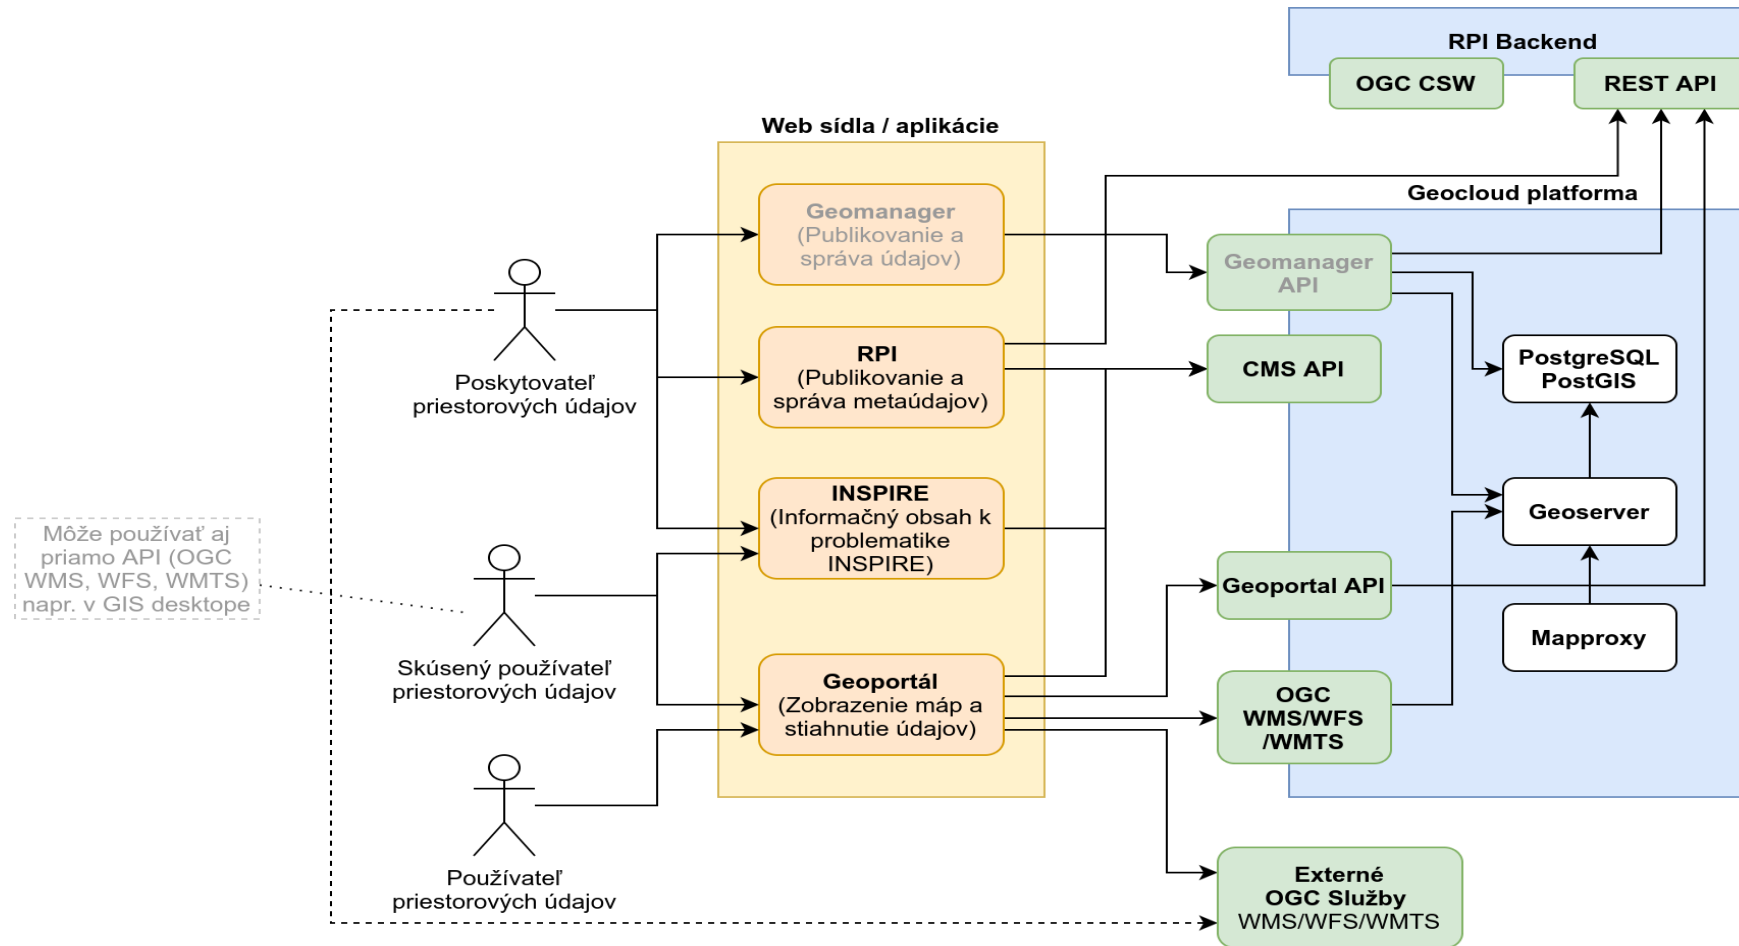 RPI Backend
OGC CSW
REST API
Web sídla / aplikácie
Geocloud platforma
Geomanager
(Publikovanie a
správa údajov)
Geomanager
API
RPI
(Publikovanie a
správa metaúdajov)
CMS API
PostgreSQL
PostGIS
Poskytovateľ
priestorových údajov
INSPIRE
(Informačný obsah k
problematike
INSPIRE)
Geoserver
Môže používať aj
priamo API (OGC
WMS, WFS, WMTS)
napr. v GIS desktope
Geoportal API
Mapproxy
Skúsený používateľ
priestorových údajov
Geoportál
(Zobrazenie máp a
stiahnutie údajov)
OGC
WMS/WFS
/WMTS
Používateľ
priestorových údajov
Externé
OGC Služby
WMS/WFS/WMTS